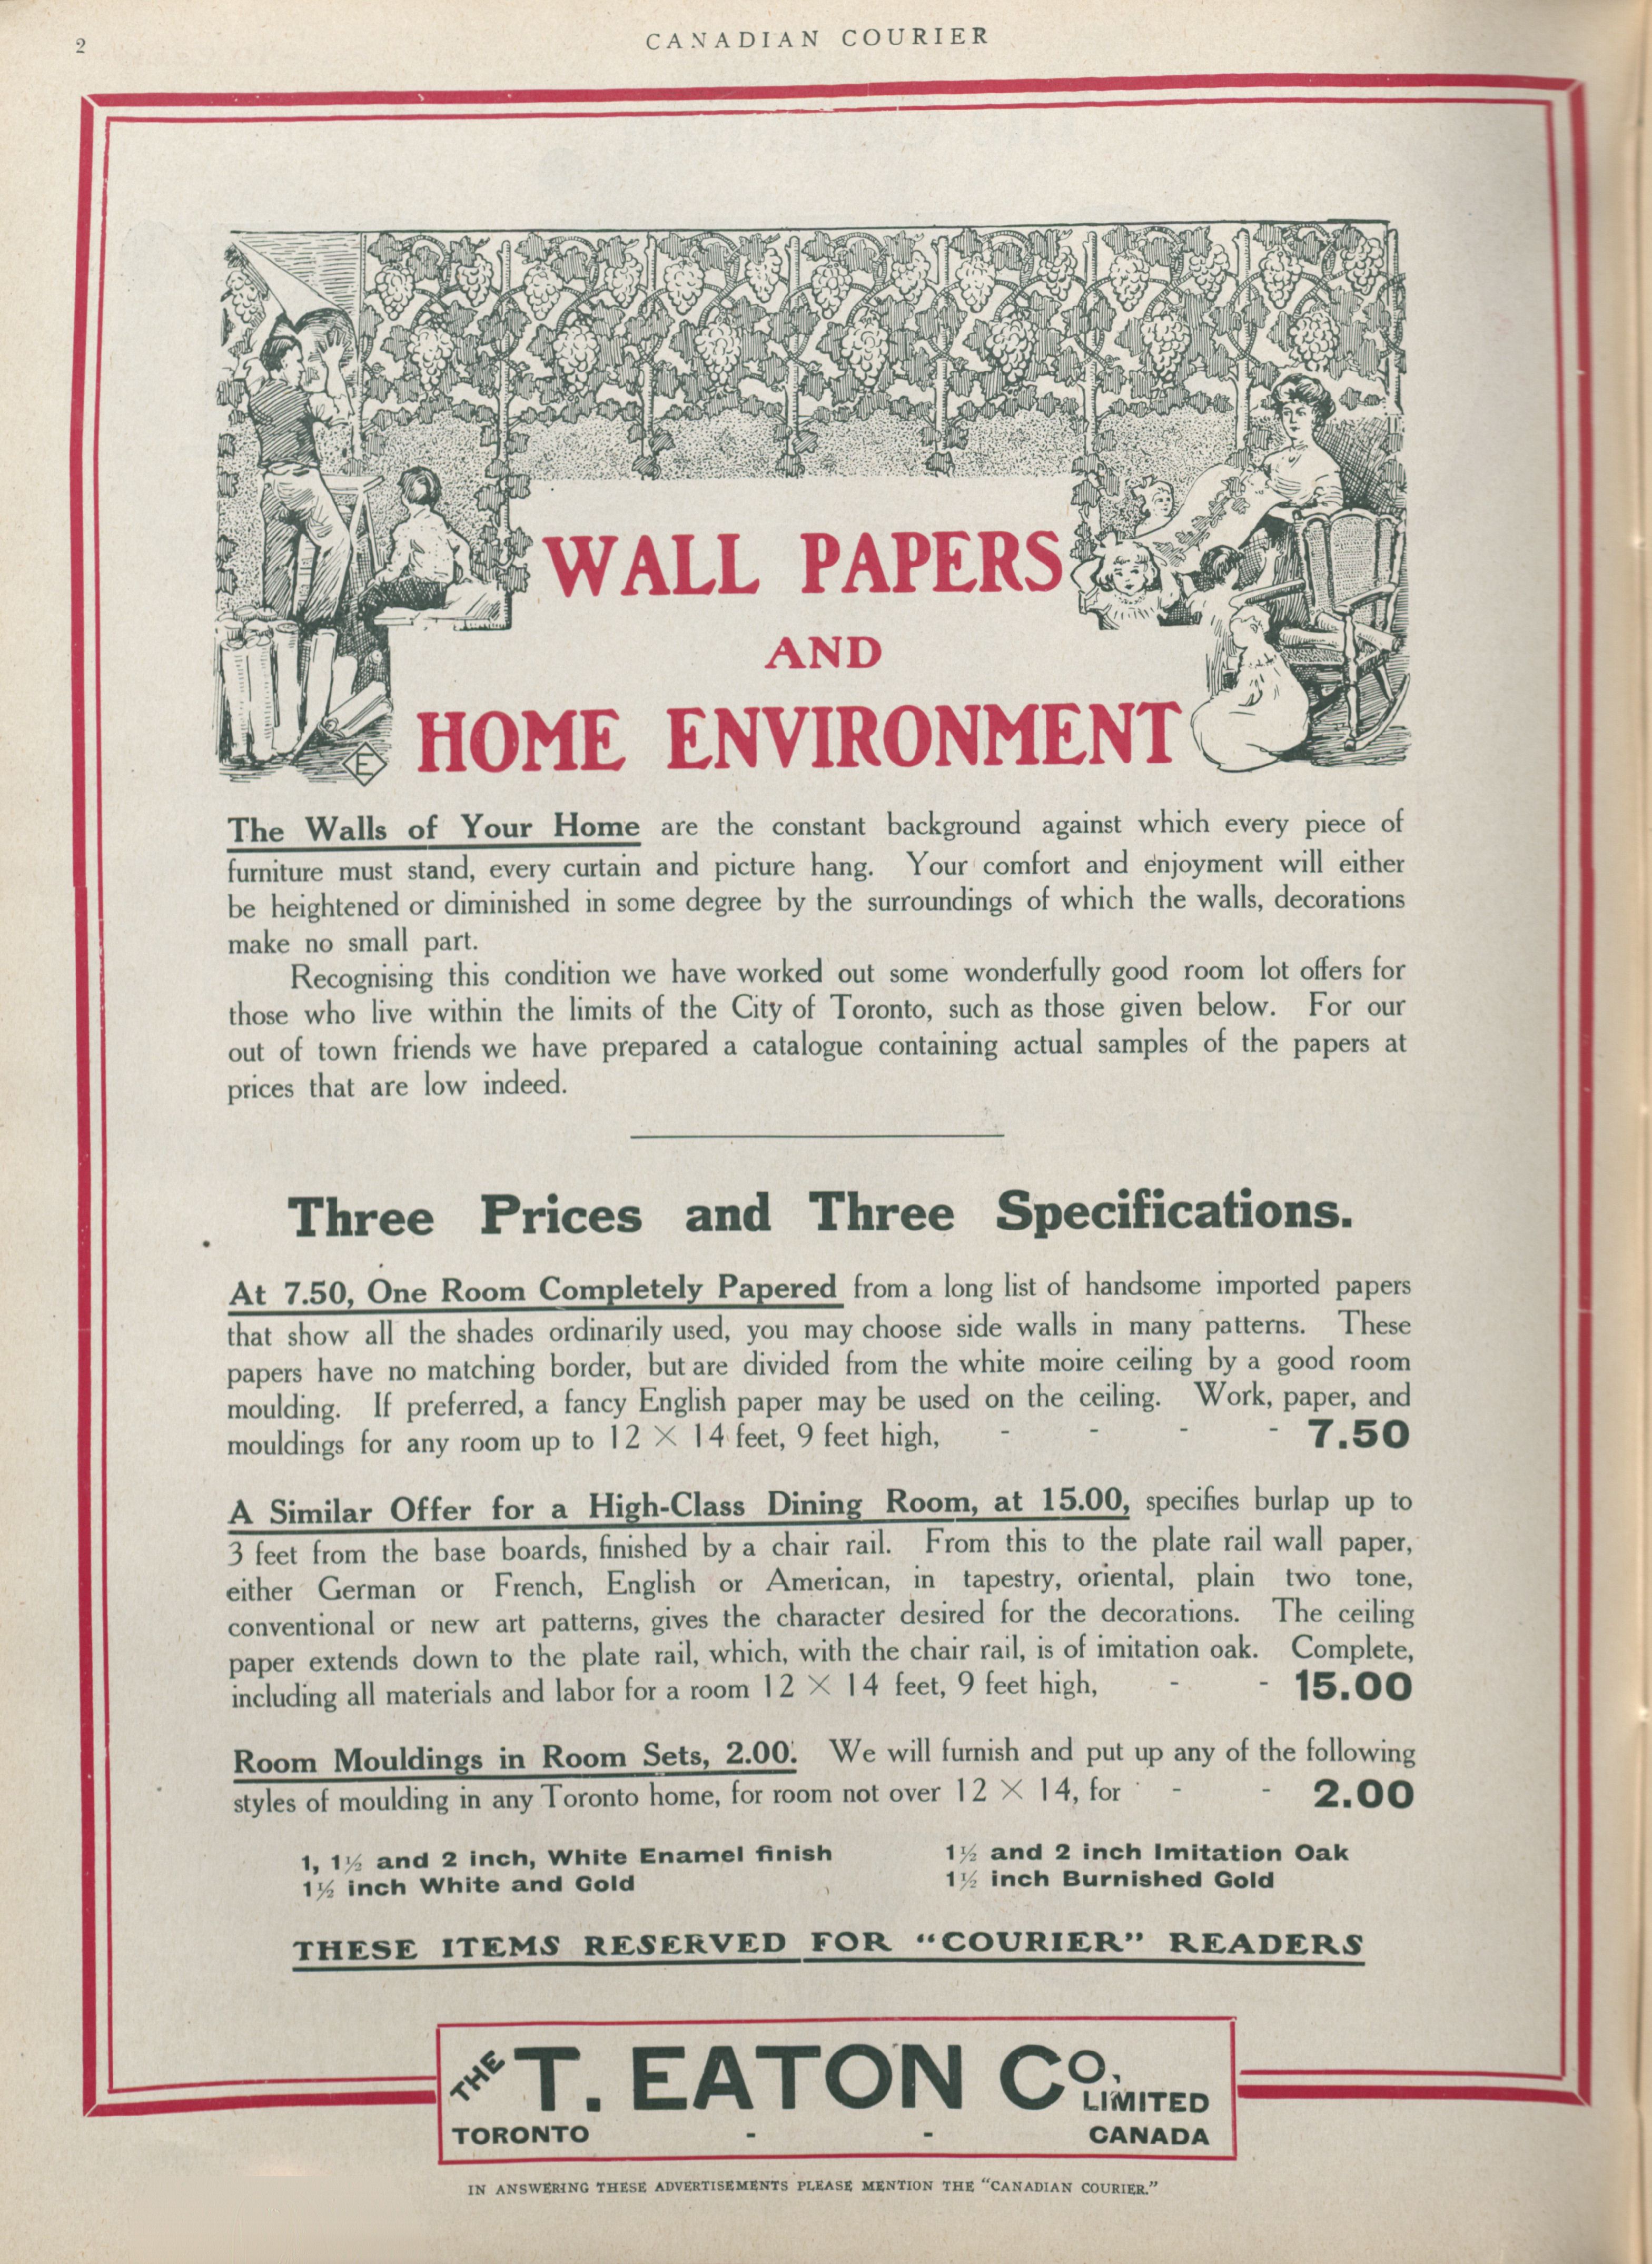 2
CANADIAN COURIER
WALL PAPERS
AND
HOME ENVIRONMENT
E
The Walls of Your Home are the constant background against which every piece of
furniture must stand, every curtain and picture hang. Your comfort and enjoyment will either
be heightened or diminished in some degree by the surroundings of which the walls, decorations
make no small part.
Recognising this condition we have worked out some wonderfully good room lot offers for
those who live within the limits of the City of Toronto, such as those given below. For our
out of town friends we have prepared a catalogue containing actual samples of the papers at
prices that are low indeed.
Three Prices and Three Specifications.
At 7.50, One Room Completely Papered from a long list of handsome imported papers
that show all the shades ordinarily used, you may choose side walls in many patterns. These
papers have no matching border, but are divided from the white moire ceiling by a good room
moulding. If preferred, a fancy English paper may be used on the ceiling. Work, paper, and
mouldings for any room up to 12 × 14 feet, 9 feet high, - - - - 7.50
A Similar Offer for a High-Class Dining Room, at 15.00, specifies burlap up to
3 feet from the base boards, finished by a chair rail. From this to the plate rail wall paper,
either German or French, English or American, in tapestry, oriental, plain two tone,
conventional or new art patterns, gives the character desired for the decorations. The ceiling
paper extends down to the plate rail, which, with the chair rail, is of imitation oak. Complete,
including all materials and labor for a room 12 × 14 feet, 9 feet high, - - 15.00
Room Mouldings in Room Sets, 2.00. We will furnish and put up any of the following
styles of moulding in any Toronto home, for room not over 12 × 14, for - - 2.00
1, 1½ and 2 inch, White Enamel finish
1½ inch White and Gold
1½ and 2 inch Imitation Oak
1½ inch Burnished Gold
THESE ITEMS RESERVED FOR "COURIER" READERS
THE T. EATON CO. LIMITED
TORONTO - - CANADA
IN ANSWERING THESE ADVERTISEMENTS PLEASE MENTION THE "CANADIAN COURIER."